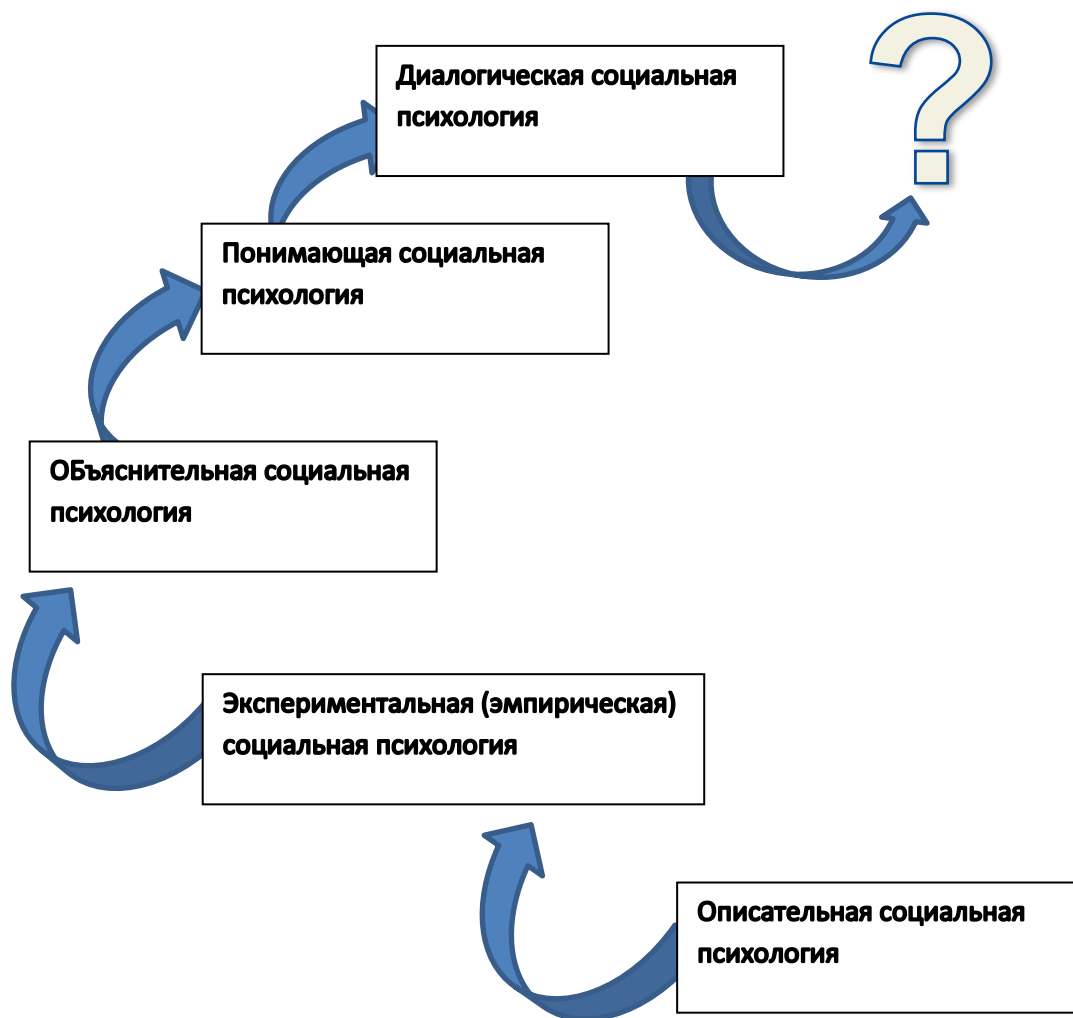 Диалогическая социальная
психология
?
Понимающая социальная
психология
ОБъяснительная социальная
психология
Экспериментальная (эмпирическая)
социальная психология
Описательная социальная
психология